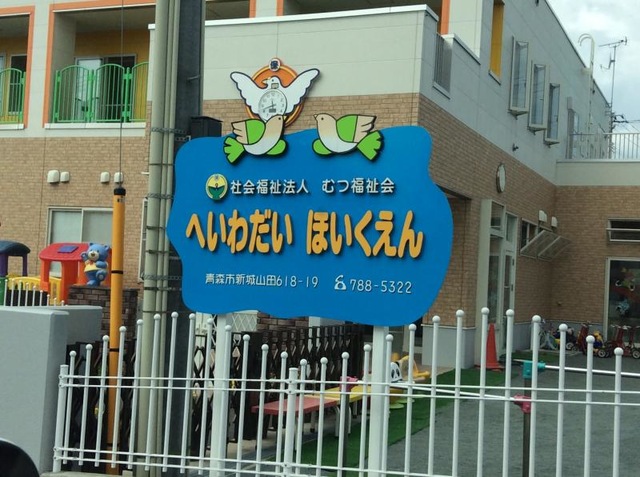 社会福祉法人 むつ福祉会
へいわだい ほいくえん
青森市新城山田618-19 ☎788-5322